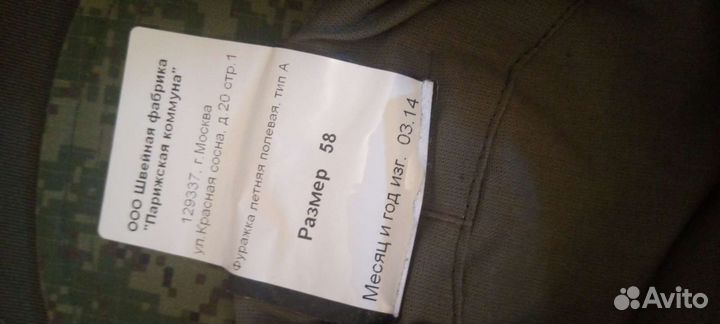 ООО Швейная фабрика
"Парижская коммуна"
129337, г. Москва
ул.Красная сосна, д.20 стр.1
Фуражка летняя полевая, тип А
Размер 58
Месяц и год изг. 03.14
Avito